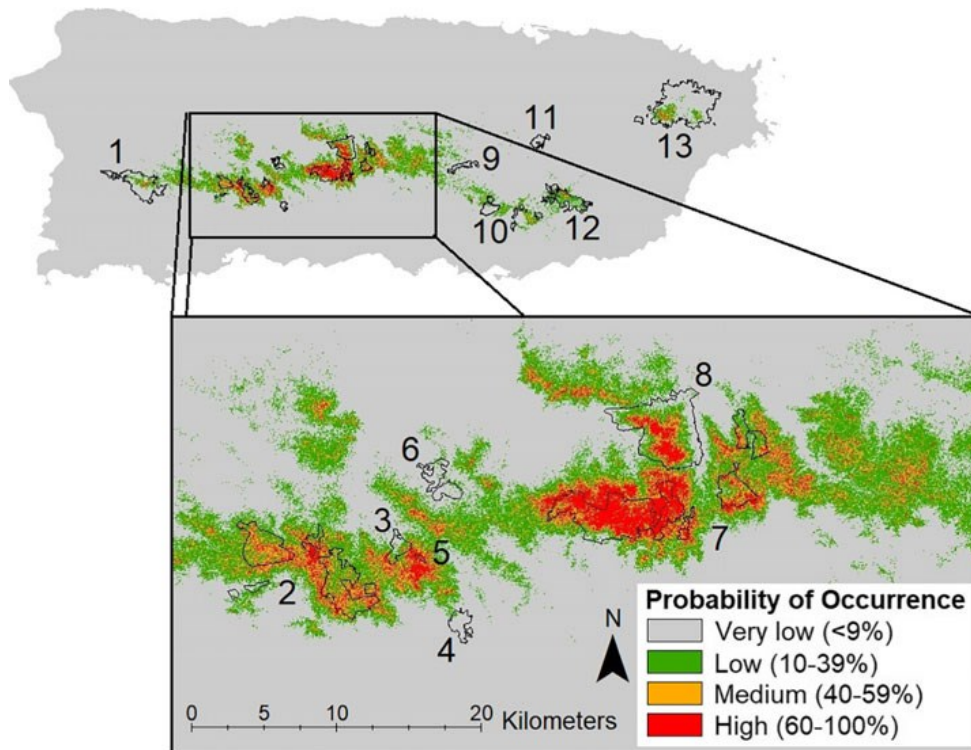 1
11
9
13
10
12
8
6
3
5
7
2
4
N
Probability of Occurrence
Very low (<9%)
Low (10-39%)
Medium (40-59%)
High (60-100%)
0 5 10 20 Kilometers